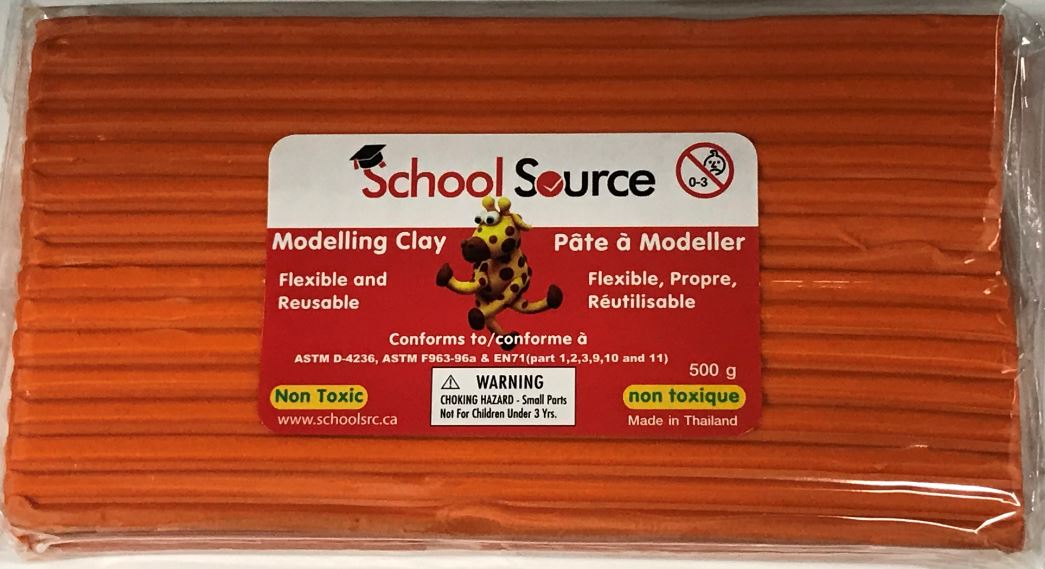 School Source
0-3
Modelling Clay
Pâte à Modeller
Flexible and
Reusable
Flexible, Propre,
Réutilisable
Conforms to/conforme à
ASTM D-4236, ASTM F963-96a & EN71(part 1,2,3,9,10 and 11)
500 g
Non Toxic
www.schoolsrc.ca
⚠ WARNING
CHOKING HAZARD - Small Parts
Not For Children Under 3 Yrs.
non toxique
Made in Thailand